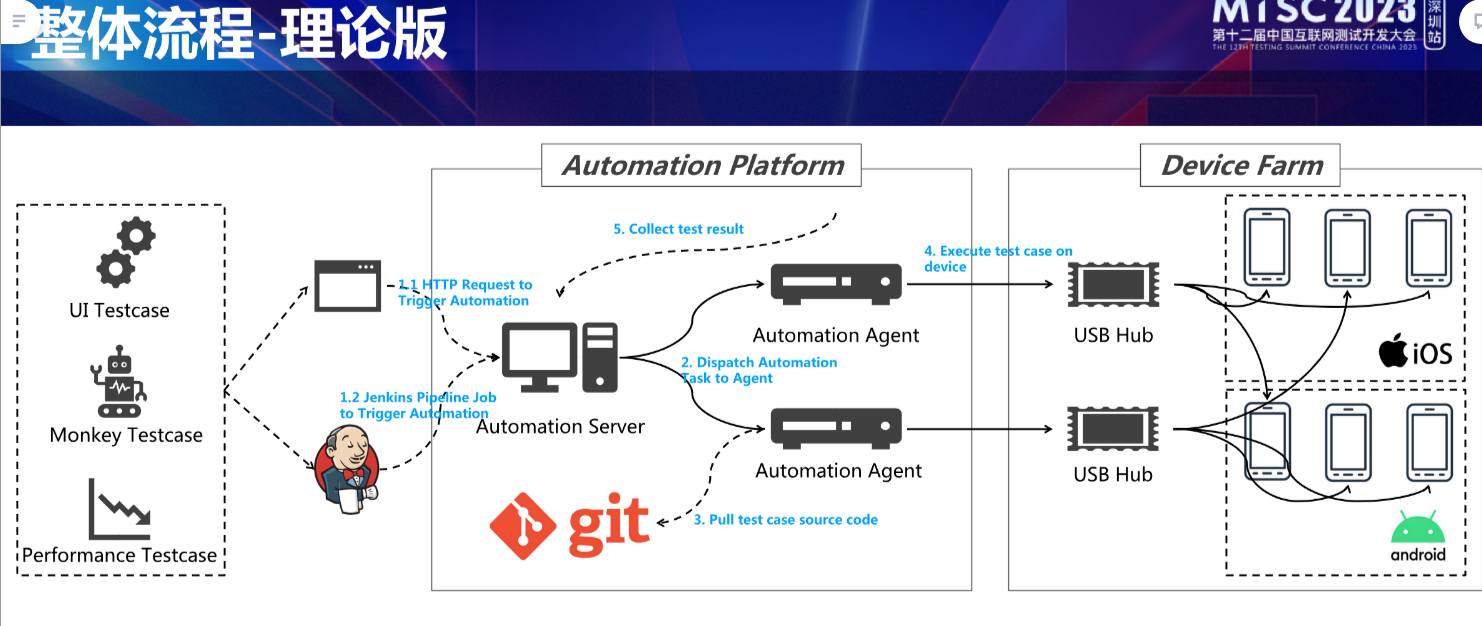 整体流程-理论版
MTSC 2023
深圳站
第十二届中国互联网测试开发大会
THE 12TH TESTING SUMMIT CONFERENCE CHINA 2023
Automation Platform
Device Farm
UI Testcase
Monkey Testcase
Performance Testcase
1.1 HTTP Request to
Trigger Automation
1.2 Jenkins Pipeline Job
to Trigger Automation
5. Collect test result
Automation Server
2. Dispatch Automation
Task to Agent
Automation Agent
Automation Agent
git
3. Pull test case source code
4. Execute test case on
device
USB Hub
USB Hub
iOS
android